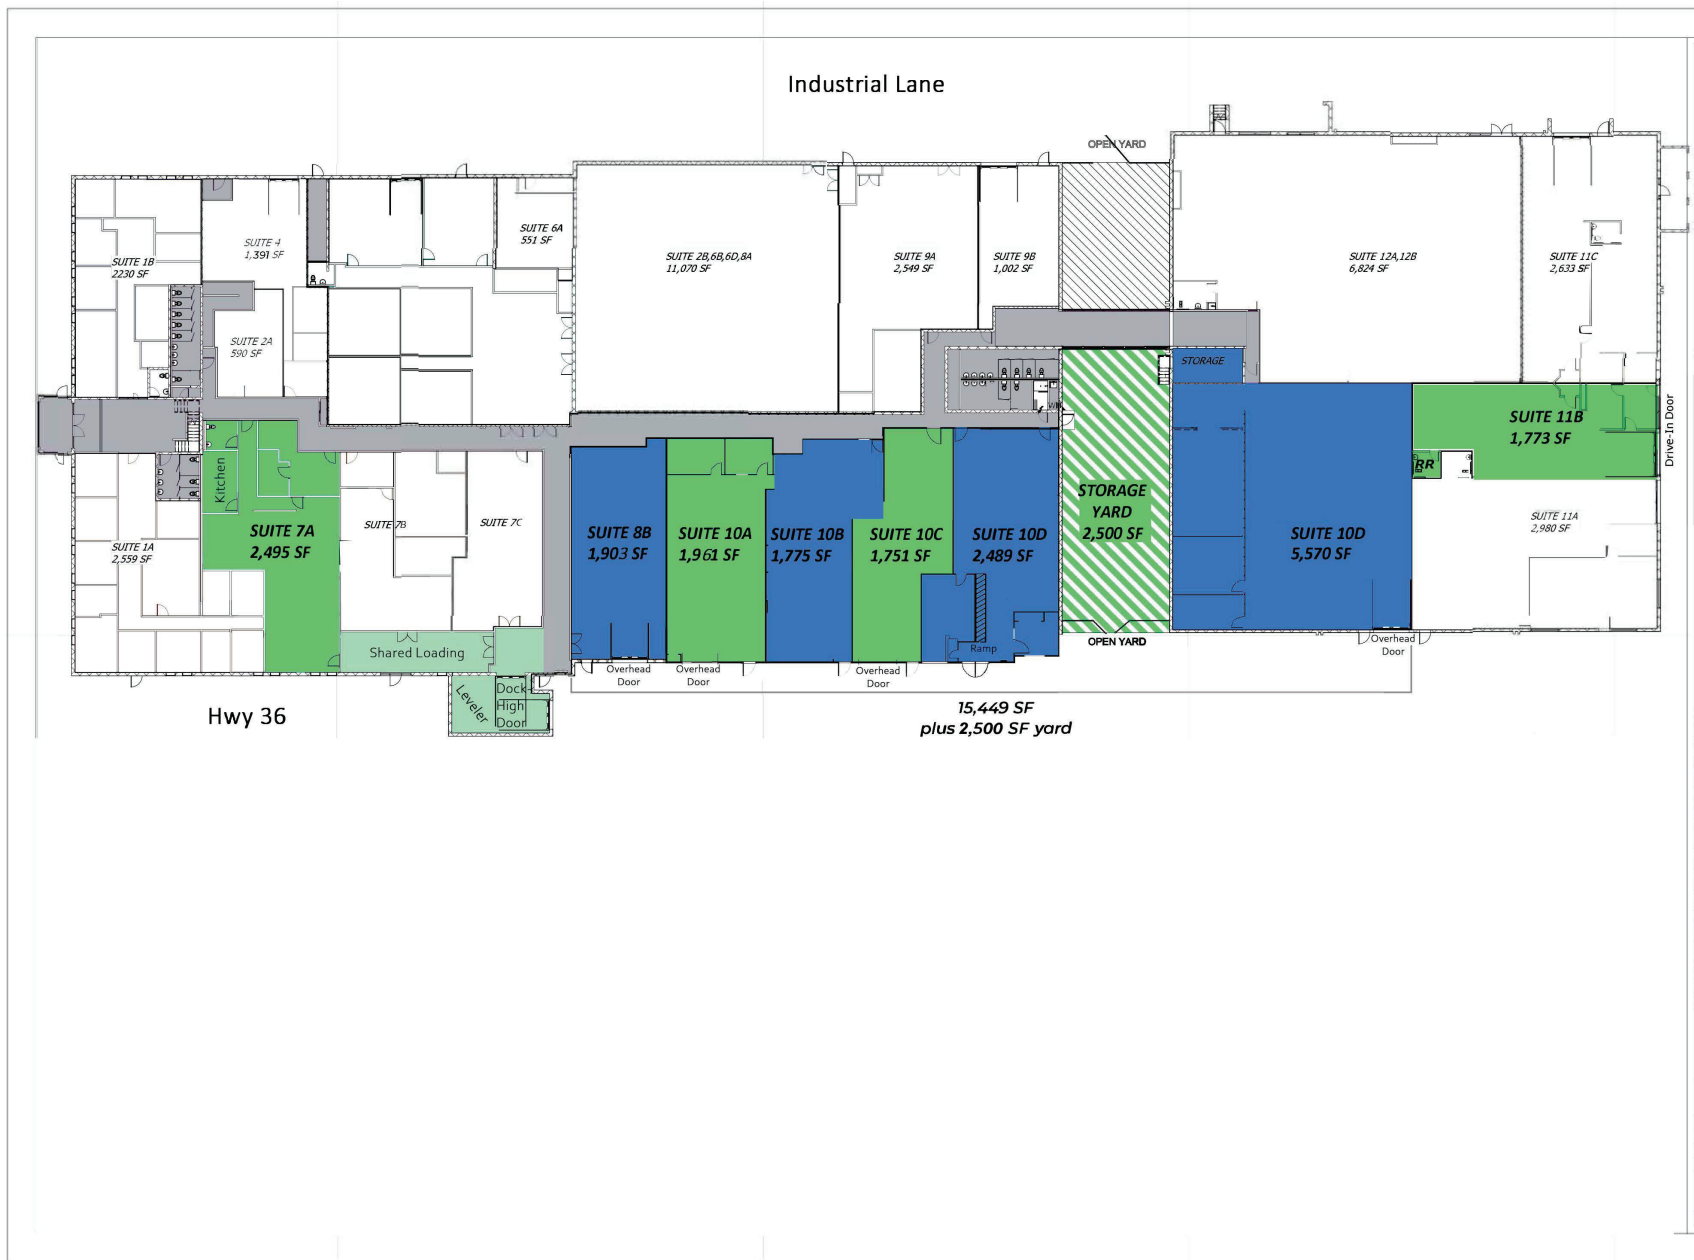 Industrial Lane
OPEN YARD
SUITE 1B
2230 SF
SUITE 4
1,391 SF
SUITE 6A
551 SF
SUITE 2B,6B,6D,8A
11,070 SF
SUITE 9A
2,549 SF
SUITE 9B
1,002 SF
SUITE 12A,12B
6,824 SF
SUITE 11C
2,633 SF
SUITE 2A
590 SF
STORAGE
SUITE 11B
1,773 SF
RR
Drive-In Door
Kitchen
SUITE 1A
2,559 SF
SUITE 7A
2,495 SF
SUITE 7B
SUITE 7C
SUITE 8B
1,903 SF
SUITE 10A
1,961 SF
SUITE 10B
1,775 SF
SUITE 10C
1,751 SF
SUITE 10D
2,489 SF
STORAGE
YARD
2,500 SF
SUITE 10D
5,570 SF
SUITE 11A
2,980 SF
Shared Loading
Ramp
OPEN YARD
Overhead
Door
Overhead
Door
Overhead
Door
Overhead
Door
Leveler
Dock
High
Door
Hwy 36
15,449 SF
plus 2,500 SF yard